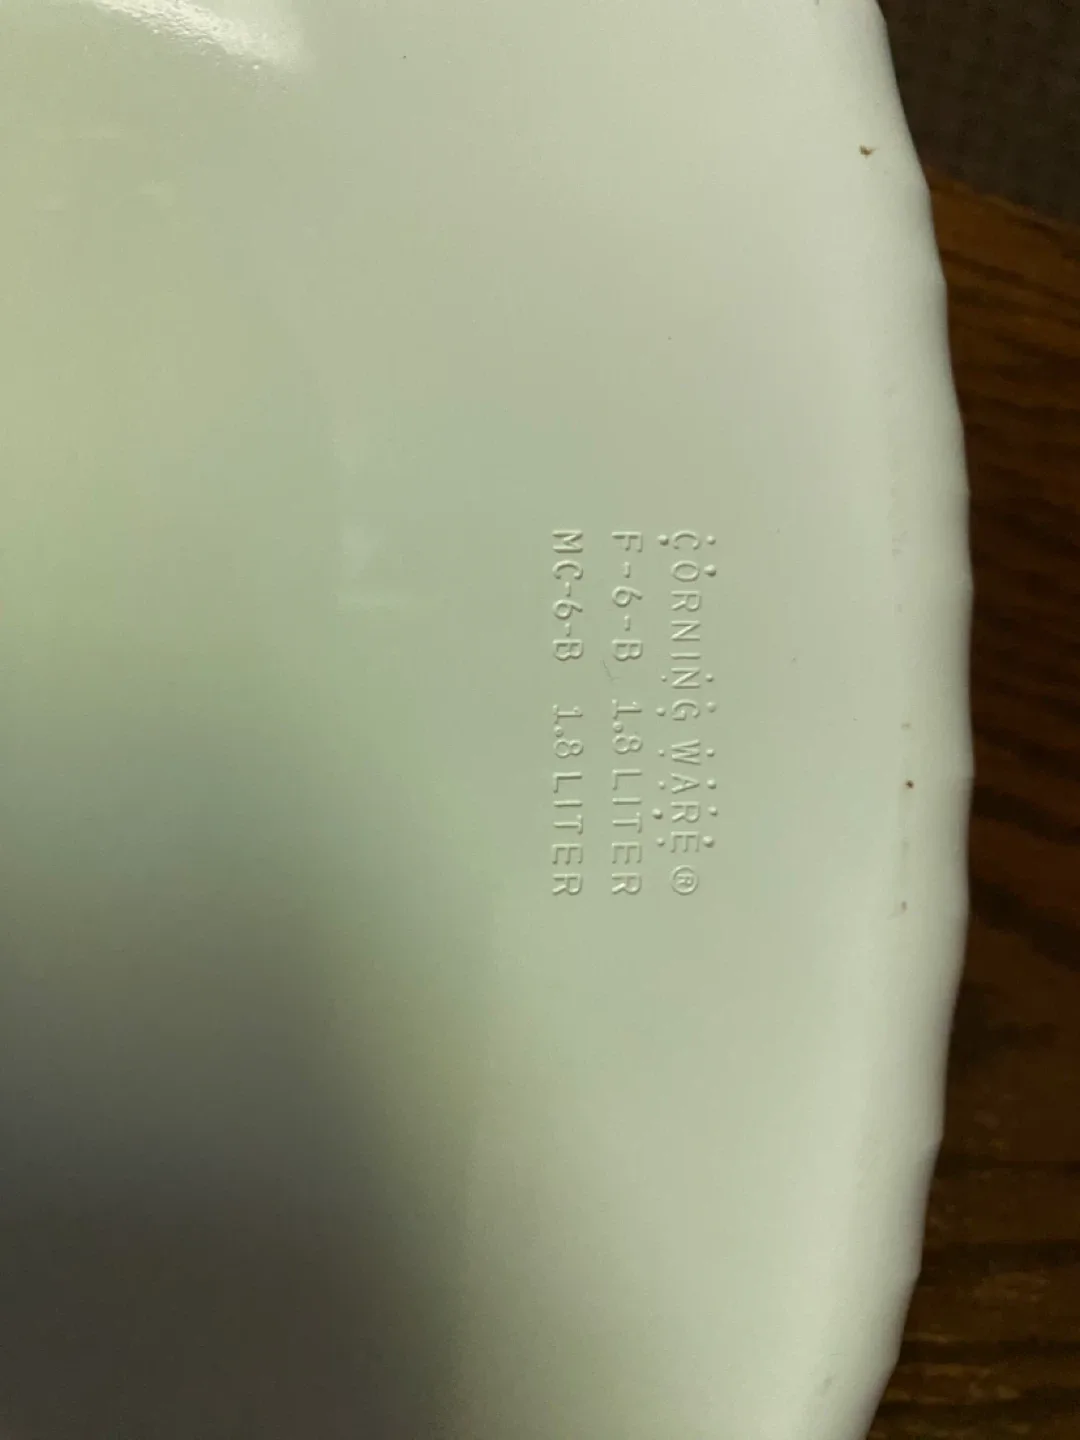 CORNING WARE®
F-6-B 1.8 LITER
MC-6-B 1.8 LITER